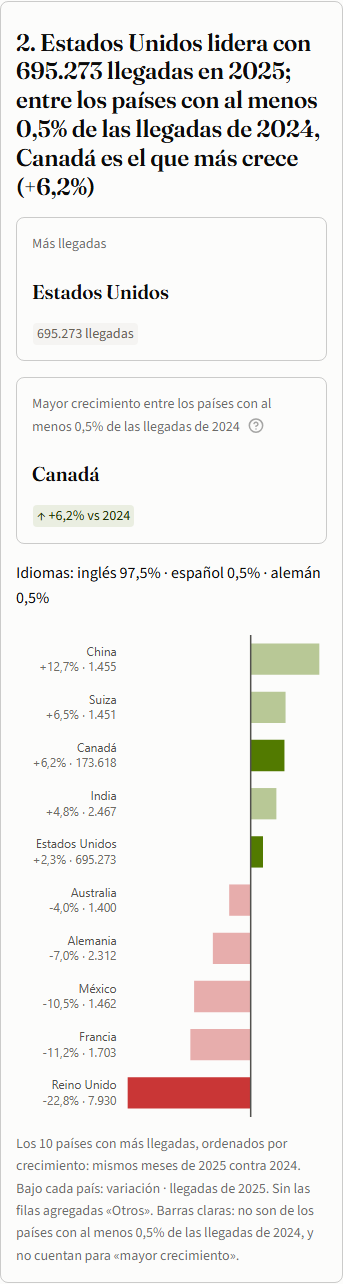 2. Estados Unidos lidera con
695.273 llegadas en 2025;
entre los países con al menos
0,5% de las llegadas de 2024,
Canadá es el que más crece
(+6,2%)
Más llegadas
Estados Unidos
695.273 llegadas
Mayor crecimiento entre los países con al
menos 0,5% de las llegadas de 2024 ?
Canadá
↑ +6,2% vs 2024
Idiomas: inglés 97,5% · español 0,5% · alemán
0,5%
China
+12,7% · 1.455
Suiza
+6,5% · 1.451
Canadá
+6,2% · 173.618
India
+4,8% · 2.467
Estados Unidos
+2,3% · 695.273
Australia
-4,0% · 1.400
Alemania
-7,0% · 2.312
México
-10,5% · 1.462
Francia
-11,2% · 1.703
Reino Unido
-22,8% · 7.930
Los 10 países con más llegadas, ordenados por
crecimiento: mismos meses de 2025 contra 2024.
Bajo cada país: variación · llegadas de 2025. Sin las
filas agregadas «Otros». Barras claras: no son de los
países con al menos 0,5% de las llegadas de 2024, y
no cuentan para «mayor crecimiento».